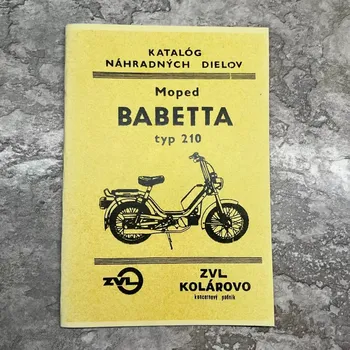 KATALÓG
NÁHRADNÝCH DIELOV
Moped
BABETTA
typ 210
ZVL
ZVL
KOLÁROVO
koncernový podnik